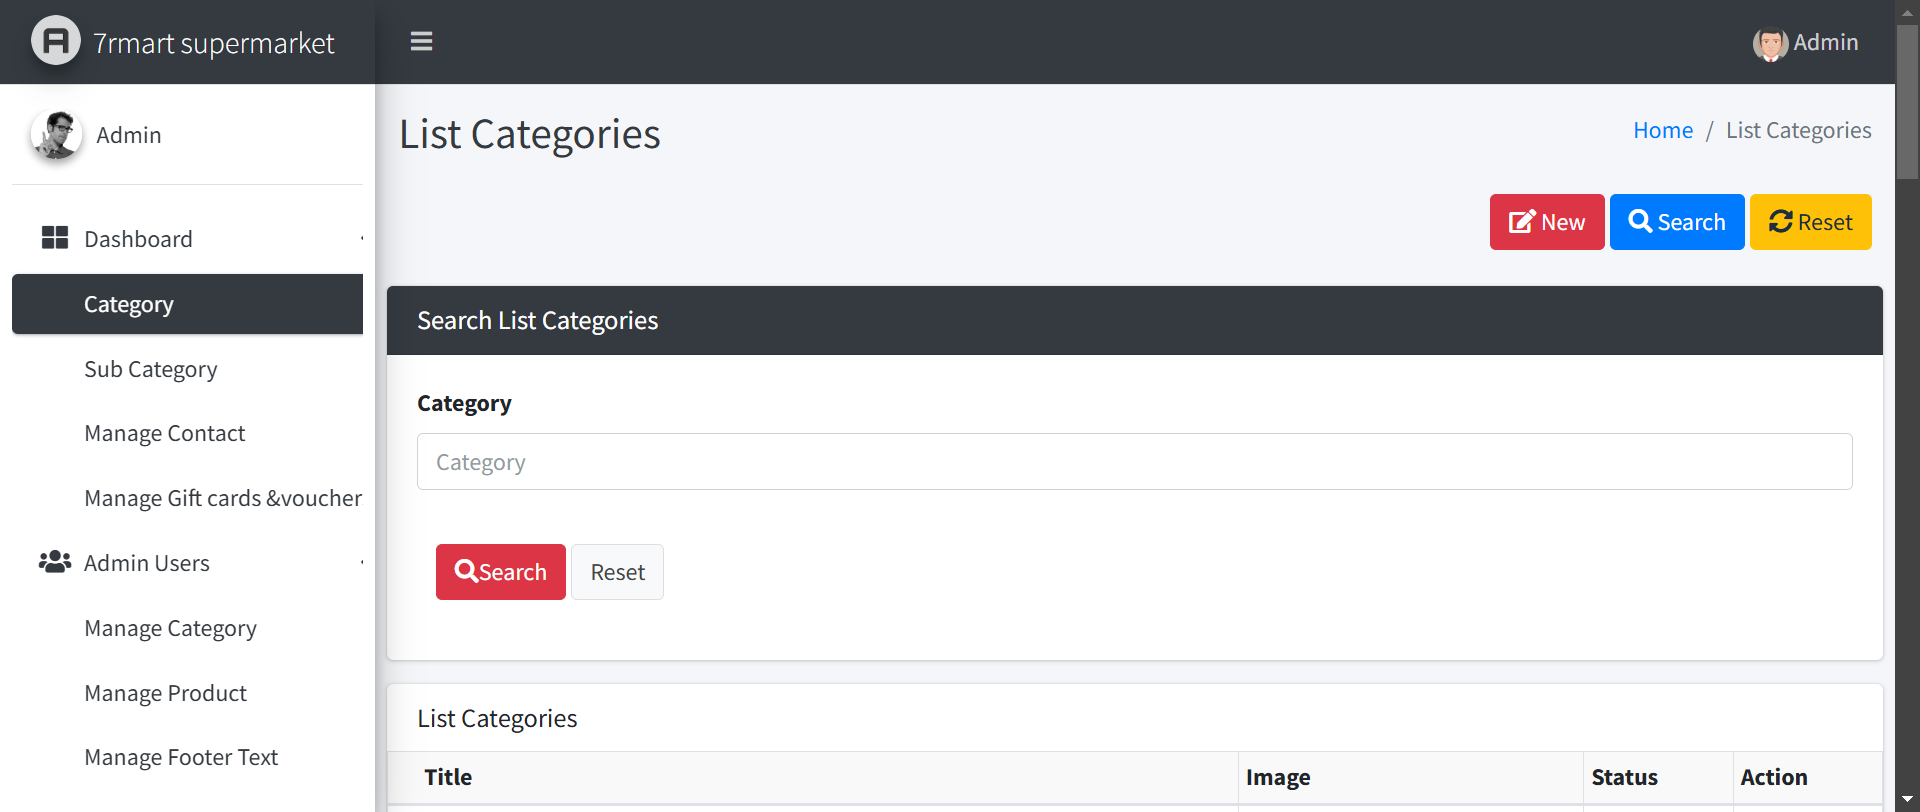 7rmart supermarket
Admin
Admin
List Categories
Home / List Categories
New Search Reset
Dashboard
Category
Sub Category
Manage Contact
Manage Gift cards &voucher
Admin Users
Manage Category
Manage Product
Manage Footer Text
Search List Categories
Category
Category
Search Reset
List Categories
Title Image Status Action